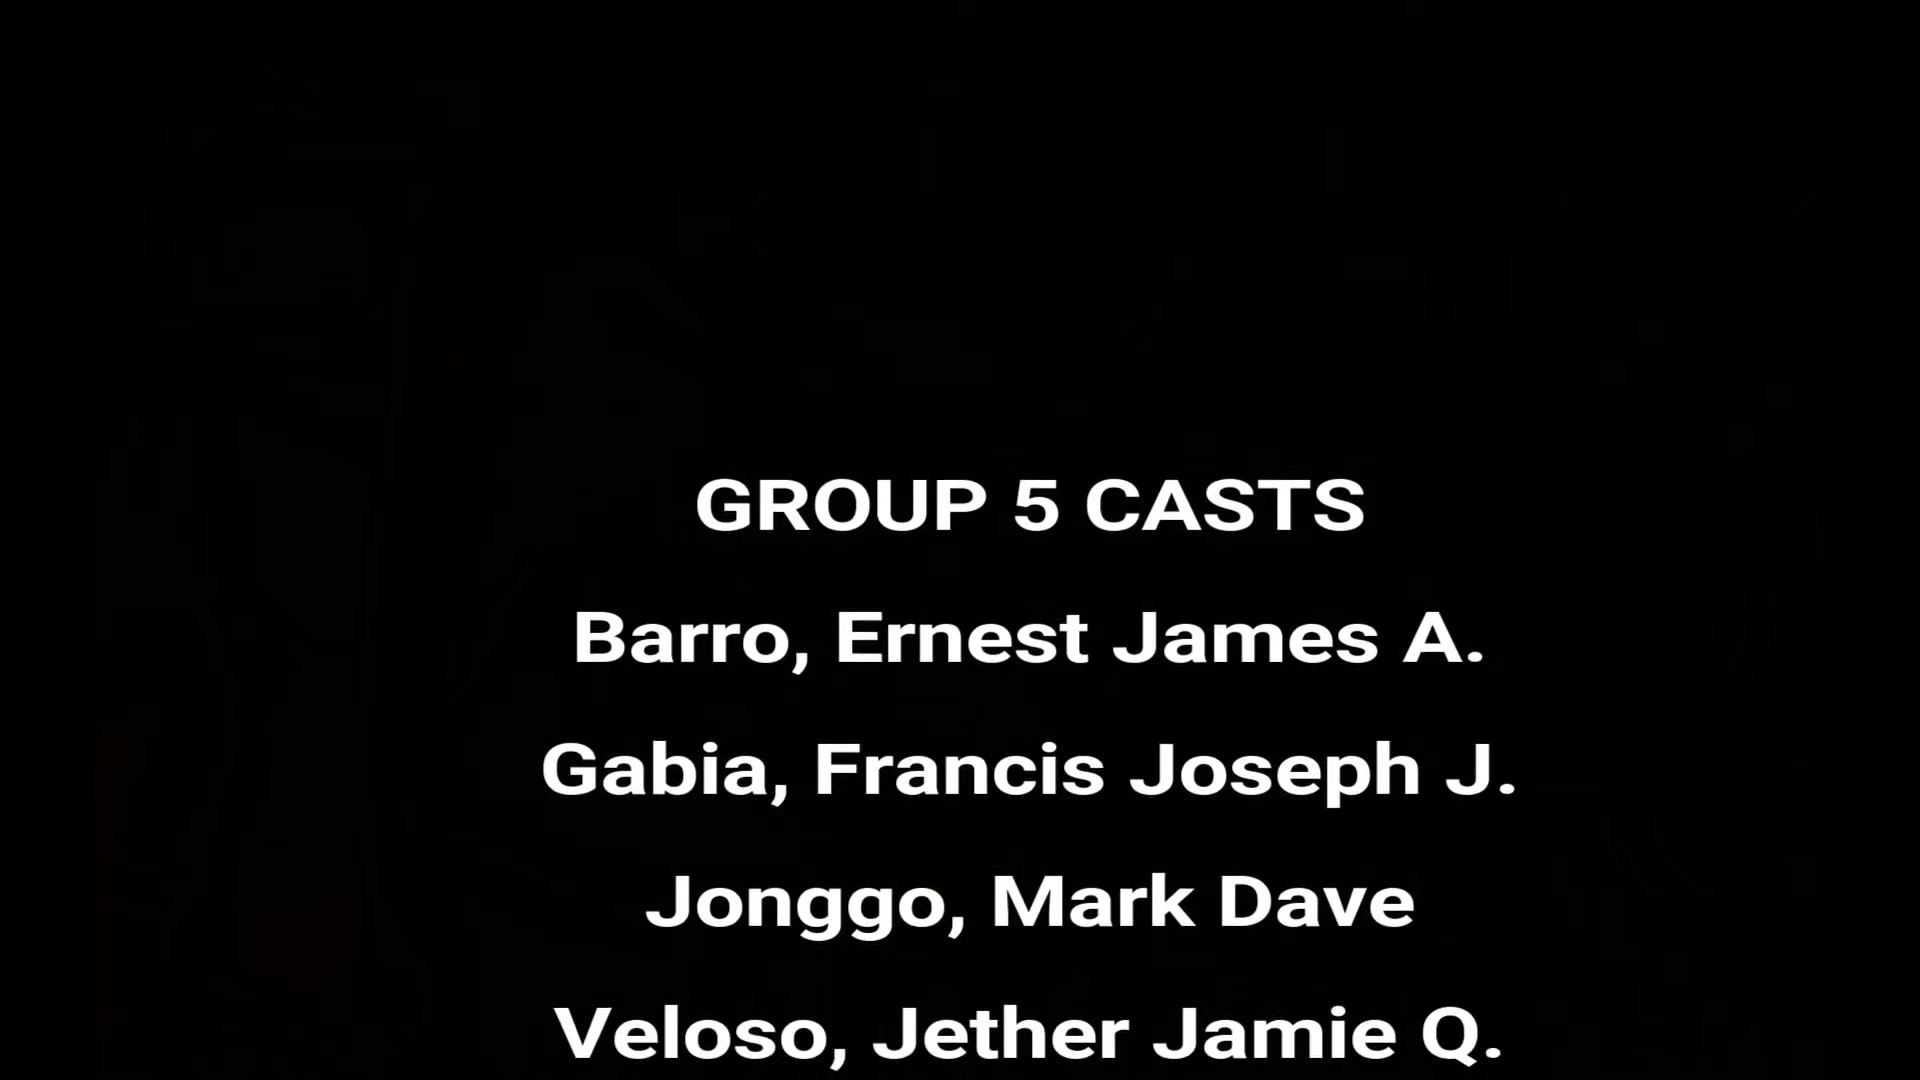 GROUP 5 CASTS
Barro, Ernest James A.
Gabia, Francis Joseph J.
Jonggo, Mark Dave
Veloso, Jether Jamie Q.